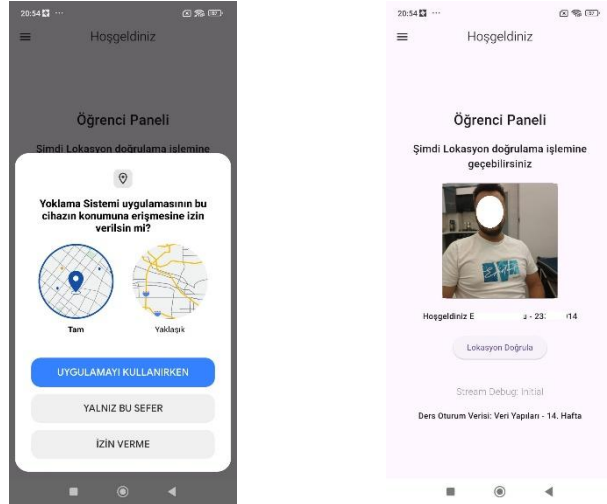 20:54
Hoşgeldiniz
Öğrenci Paneli
Şimdi Lokasyon doğrulama işlemine
Yoklama Sistemi uygulamasının bu
cihazın konumuna erişmesine izin
verilsin mi?
Tam Yaklaşık
UYGULAMAYI KULLANIRKEN
YALNIZ BU SEFER
İZİN VERME
20:54
Hoşgeldiniz
Öğrenci Paneli
Şimdi Lokasyon doğrulama işlemine
geçebilirsiniz
Hoşgeldiniz E - 23
Lokasyon Doğrula
Stream Debug: initial
Ders Oturum Verisi: Veri Yapıları - 14. Hafta